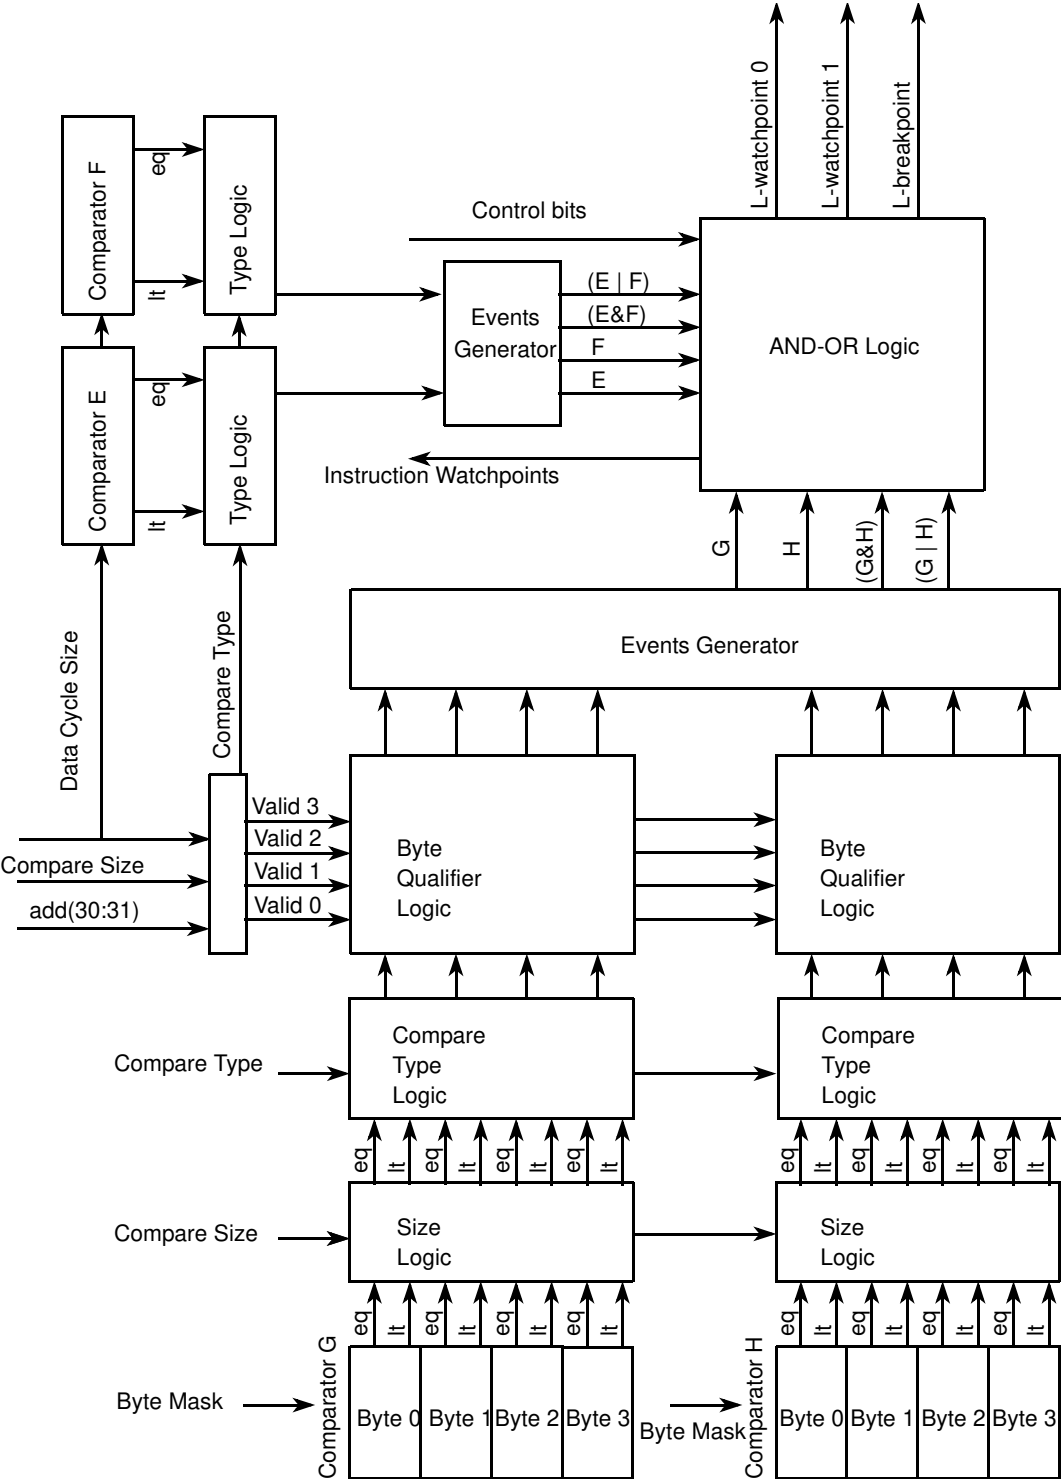 L-watchpoint 0
L-watchpoint 1
L-breakpoint
Comparator F
eq
lt
Type Logic
Control bits
Events
Generator
(E | F)
(E&F)
F
E
AND-OR Logic
Comparator E
eq
lt
Type Logic
Instruction Watchpoints
G
H
(G&H)
(G | H)
Data Cycle Size
Compare Type
Events Generator
Compare Size
add(30:31)
Valid 3
Valid 2
Valid 1
Valid 0
Byte
Qualifier
Logic
Byte
Qualifier
Logic
Compare Type
Compare
Type
Logic
Compare
Type
Logic
eq
lt
eq
lt
eq
lt
eq
lt
eq
lt
eq
lt
eq
lt
eq
lt
Compare Size
Size
Logic
Size
Logic
eq
lt
eq
lt
eq
lt
eq
lt
eq
lt
eq
lt
eq
lt
eq
lt
Byte Mask
Comparator G
Byte 0
Byte 1
Byte 2
Byte 3
Byte Mask
Comparator H
Byte 0
Byte 1
Byte 2
Byte 3